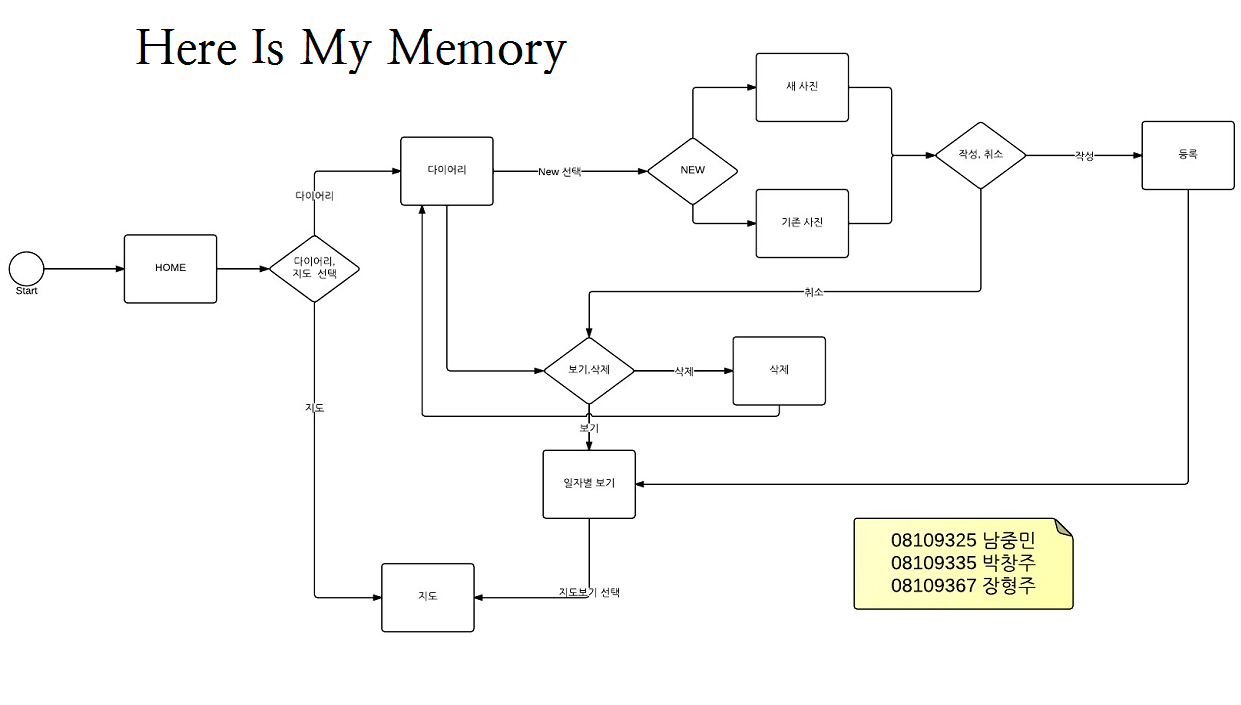 Here Is My Memory
새 사진
다이어리
New 선택
NEW
작성, 취소
작성
등록
다이어리
기존 사진
Start
HOME
다이어리,
지도 선택
취소
보기,삭제
삭제
삭제
지도
보기
일자별 보기
08109325 남중민
08109335 박창주
08109367 장형주
지도
지도보기 선택